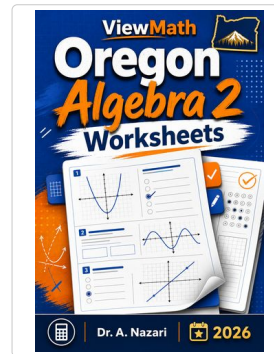 ViewMath
Oregon
Algebra 2
Worksheets
1
2
3
Dr. A. Nazari
2026